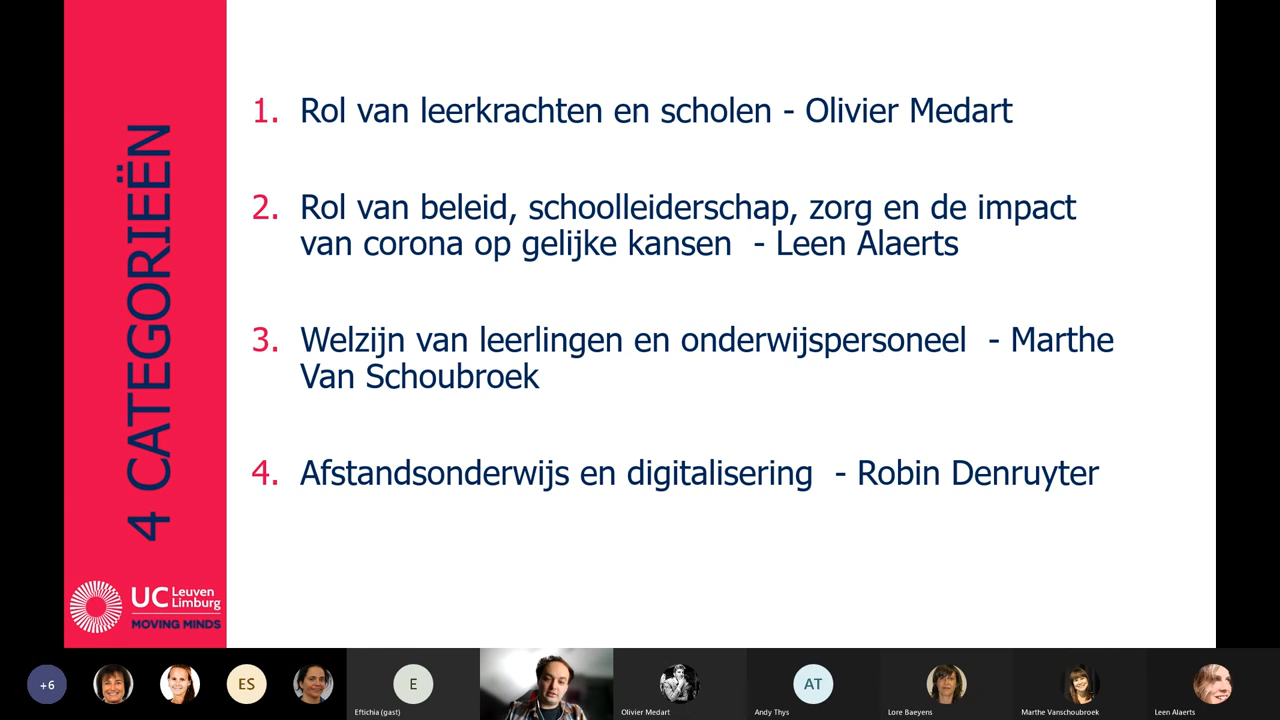 4 CATEGORIEËN
1. Rol van leerkrachten en scholen - Olivier Medart
2. Rol van beleid, schoolleiderschap, zorg en de impact
van corona op gelijke kansen - Leen Alaerts
3. Welzijn van leerlingen en onderwijspersoneel - Marthe
Van Schoubroek
4. Afstandsonderwijs en digitalisering - Robin Denruyter
UC Leuven
Limburg
MOVING MINDS
+6
ES
E
Eftichia (gast)
Olivier Medart
AT
Andy Thys
Lore Baeyens
Marthe Vanschoubroek
Leen Alaerts